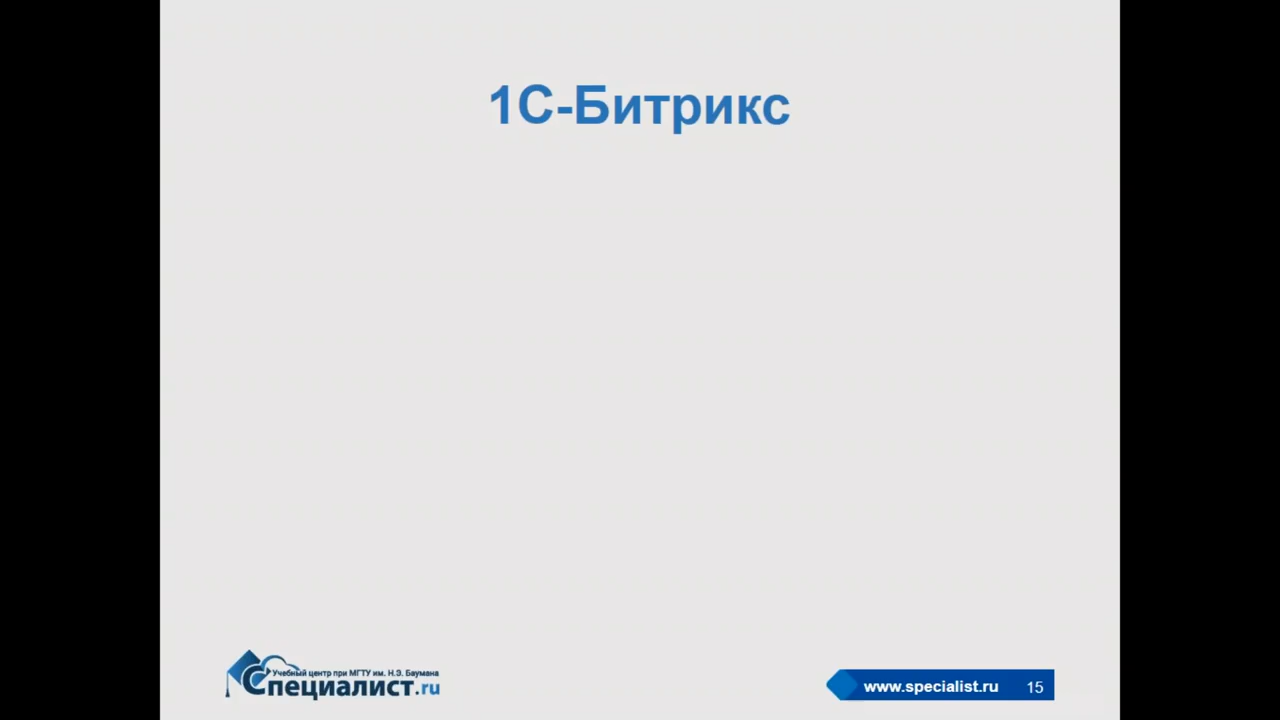 1С-Битрикс
Учебный центр при МГТУ им. Н.Э. Баумана
Специалист.ru
www.specialist.ru 15